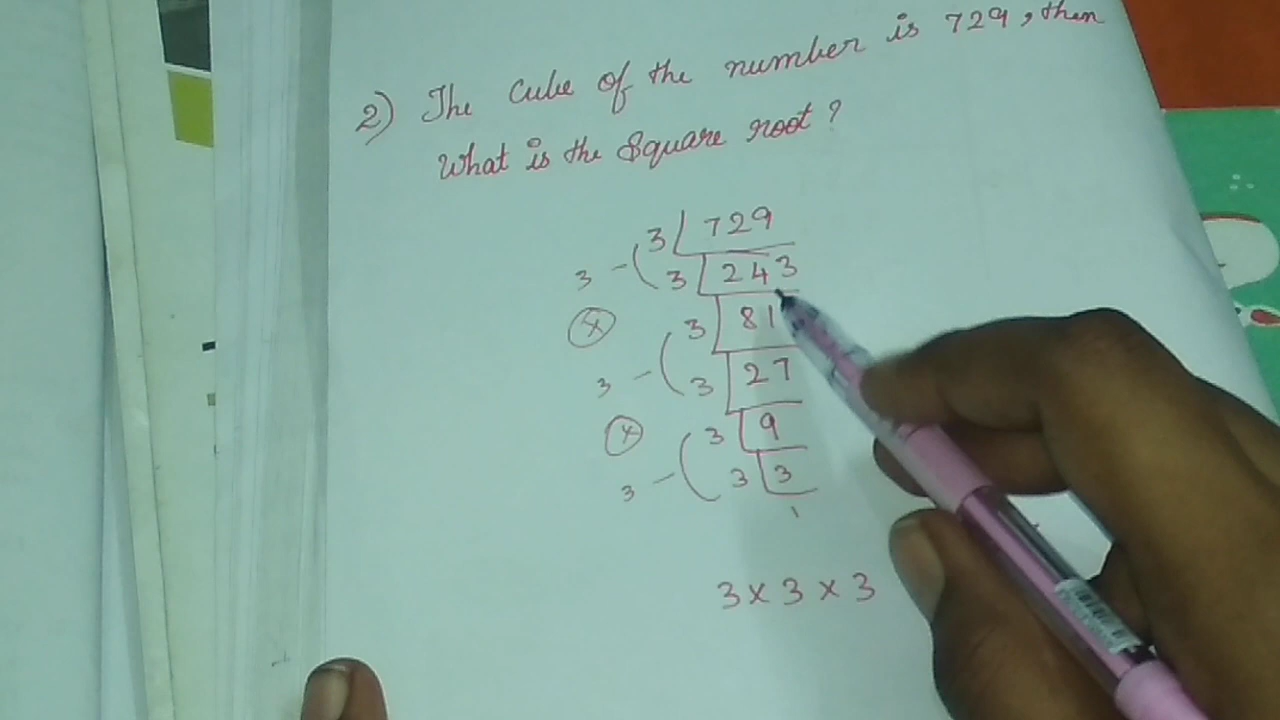 2) The Cube of the number is 729, then
What is the Square root?
3 729
3 - ( 3 243
x 3 81
3 - ( 3 27
x 3 9
3 - ( 3 3
1
3 x 3 x 3